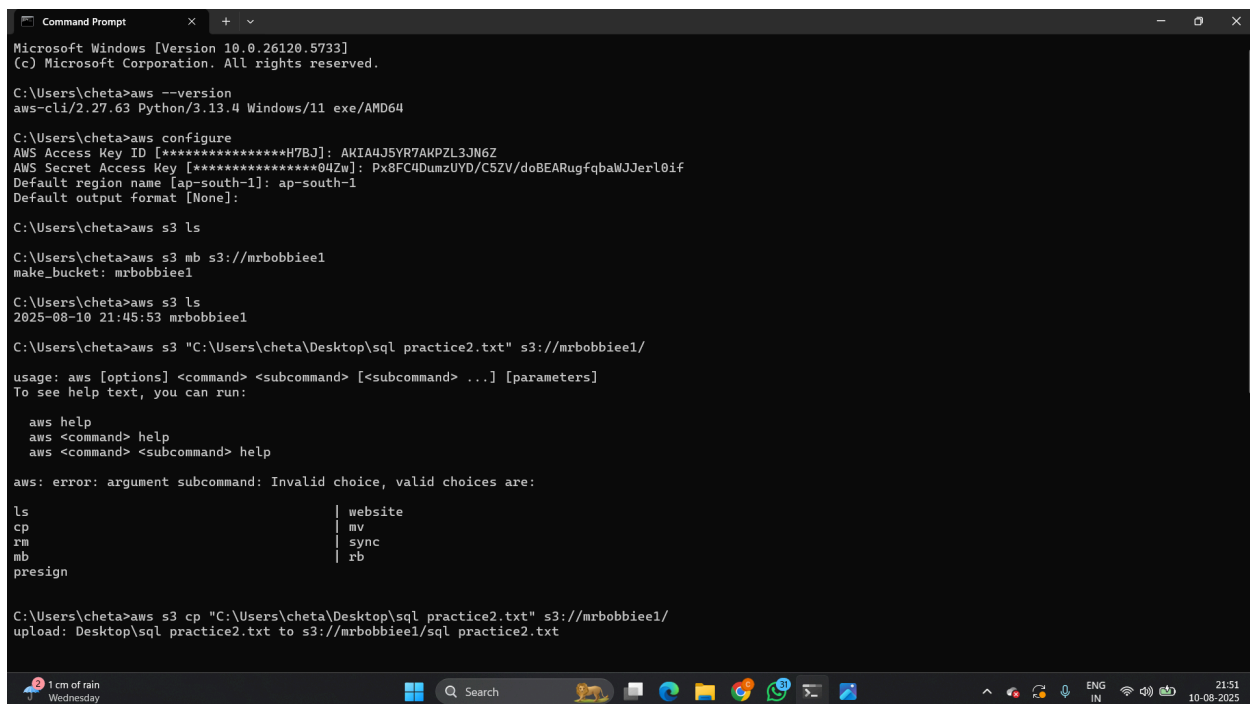 Command Prompt
Microsoft Windows [Version 10.0.26120.5733]
(c) Microsoft Corporation. All rights reserved.
C:\Users\cheta>aws --version
aws-cli/2.27.63 Python/3.13.4 Windows/11 exe/AMD64
C:\Users\cheta>aws configure
AWS Access Key ID [****************H7BJ]: AKIA4J5YR7AKPZL3JN6Z
AWS Secret Access Key [****************04Zw]: 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
Default region name [ap-south-1]: ap-south-1
Default output format [None]:
C:\Users\cheta>aws s3 ls
C:\Users\cheta>aws s3 mb s3://mrbobbiee1
make_bucket: mrbobbiee1
C:\Users\cheta>aws s3 ls
2025-08-10 21:45:53 mrbobbiee1
C:\Users\cheta>aws s3 "C:\Users\cheta\Desktop\sql practice2.txt" s3://mrbobbiee1/
usage: aws [options] <command> <subcommand> [<subcommand> ...] [parameters]
To see help text, you can run:
aws help
aws <command> help
aws <command> <subcommand> help
aws: error: argument subcommand: Invalid choice, valid choices are:
ls | website
cp | mv
rm | sync
mb | rb
presign
C:\Users\cheta>aws s3 cp "C:\Users\cheta\Desktop\sql practice2.txt" s3://mrbobbiee1/
upload: Desktop\sql practice2.txt to s3://mrbobbiee1/sql practice2.txt
2
1 cm of rain
Wednesday
Search
31
ENG
IN
21:51
10-08-2025